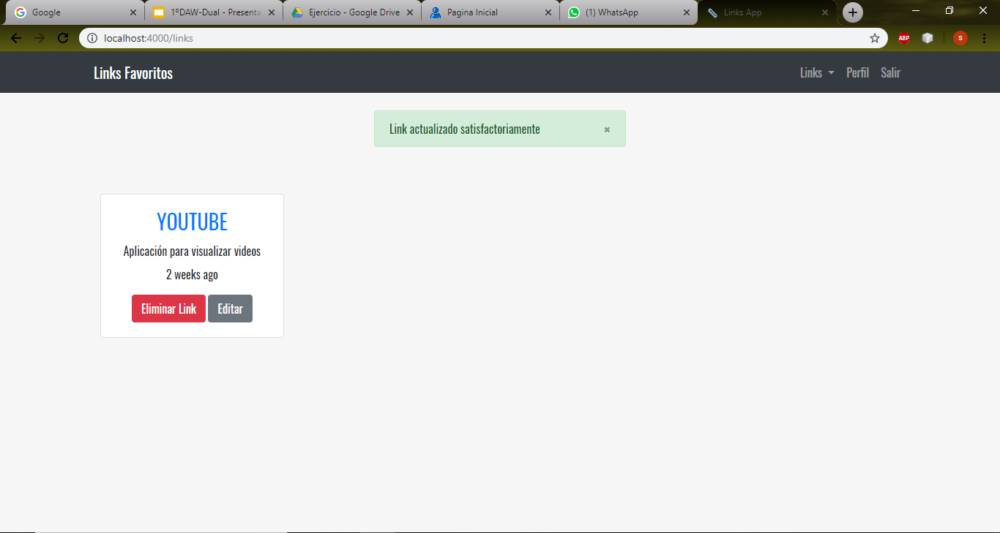 Google
1ºDAW-Dual - Presenta
Ejercicio - Google Drive
Pagina Inicial
(1) WhatsApp
Links App
localhost:4000/links
ABP
S
Links Favoritos
Links
Perfil
Salir
Link actualizado satisfactoriamente
×
YOUTUBE
Aplicación para visualizar videos
2 weeks ago
Eliminar Link
Editar